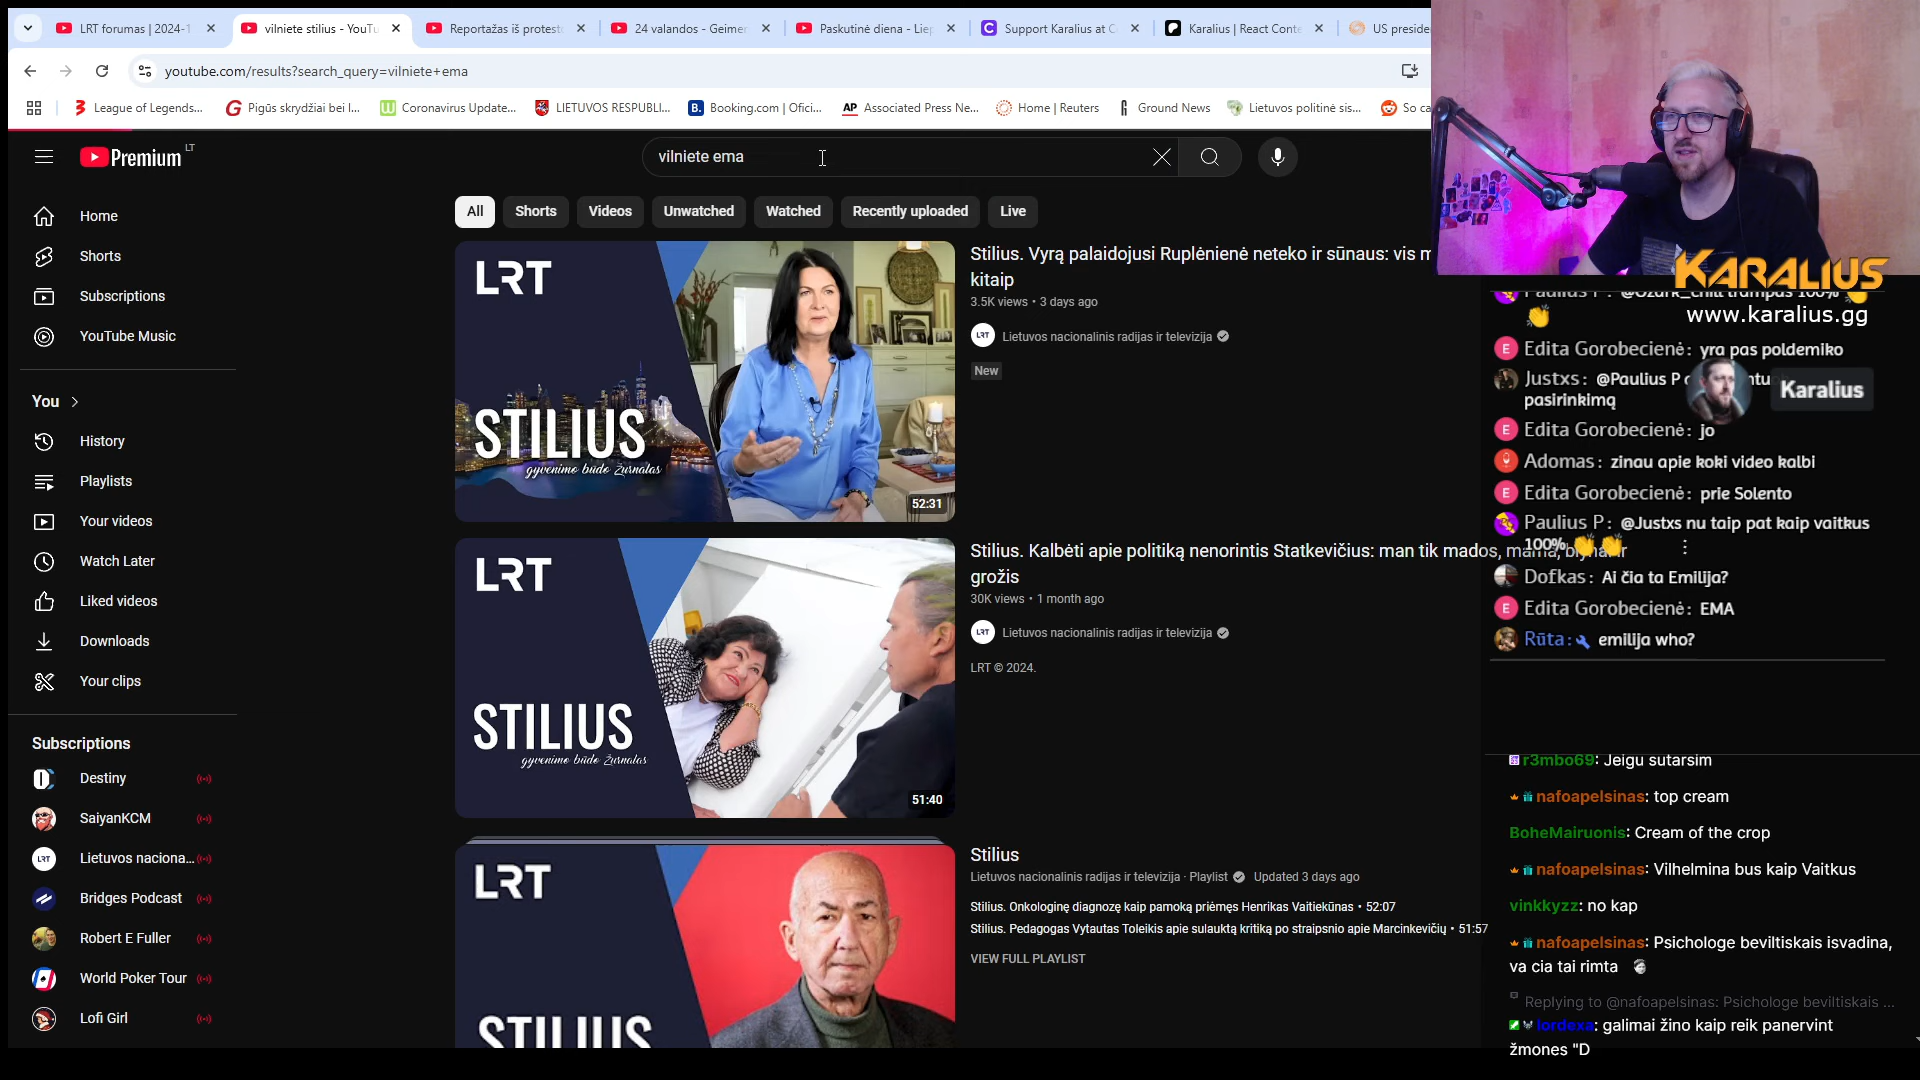 LRT forumas | 2024-1
vilniete stilius - YouTu
Reportažas iš protest
24 valandos - Geimer
Paskutinė diena - Liep
Support Karalius at C
Karalius | React Conte
US preside
youtube.com/results?search_query=vilniete+ema
League of Legends...
Pigūs skrydžiai bei l...
Coronavirus Update...
LIETUVOS RESPUBLI...
Booking.com | Ofici...
AP Associated Press Ne...
Home | Reuters
Ground News
Lietuvos politinė sis...
So ca
Premium LT
vilniete ema
Home
Shorts
Subscriptions
YouTube Music
You
History
Playlists
Your videos
Watch Later
Liked videos
Downloads
Your clips
Subscriptions
Destiny
SaiyanKCM
Lietuvos naciona...
Bridges Podcast
Robert E Fuller
World Poker Tour
Lofi Girl
All
Shorts
Videos
Unwatched
Watched
Recently uploaded
Live
LRT
STILIUS
gyvenimo būdo žurnalas
52:31
Stilius. Vyrą palaidojusi Ruplėnienė neteko ir sūnaus: vis m
kitaip
3.5K views • 3 days ago
LRT Lietuvos nacionalinis radijas ir televizija
New
LRT
STILIUS
gyvenimo būdo žurnalas
51:40
Stilius. Kalbėti apie politiką nenorintis Statkevičius: man tik mados, mama,
grožis
30K views • 1 month ago
LRT Lietuvos nacionalinis radijas ir televizija
LRT © 2024.
LRT
STILIUS
Stilius
Lietuvos nacionalinis radijas ir televizija · Playlist Updated 3 days ago
Stilius. Onkologinę diagnozę kaip pamoką priėmęs Henrikas Vaitiekūnas • 52:07
Stilius. Pedagogas Vytautas Toleikis apie sulauktą kritiką po straipsnio apie Marcinkevičių • 51:57
VIEW FULL PLAYLIST
KARALIUS
www.karalius.gg
Paulius P : @Ozark_chill trumpas 100%
Edita Gorobecienė: yra pas poldemiko
Justxs: @Paulius P
pasirinkimą
Karalius
Edita Gorobecienė: jo
Adomas: zinau apie koki video kalbi
Edita Gorobecienė: prie Solento
Paulius P: @Justxs nu taip pat kaip vaitkus
100%
Dofkas: Ai čia ta Emilija?
Edita Gorobecienė: EMA
Rūta: emilija who?
r3mbo69: Jeigu sutarsim
nafoapelsinas: top cream
BoheMairuonis: Cream of the crop
nafoapelsinas: Vilhelmina bus kaip Vaitkus
vinkkyzz: no kap
nafoapelsinas: Psichologe beviltiskais isvadina,
va cia tai rimta
Replying to @nafoapelsinas: Psichologe beviltiskais ...
lordexa: galimai žino kaip reik panervint
žmones "D